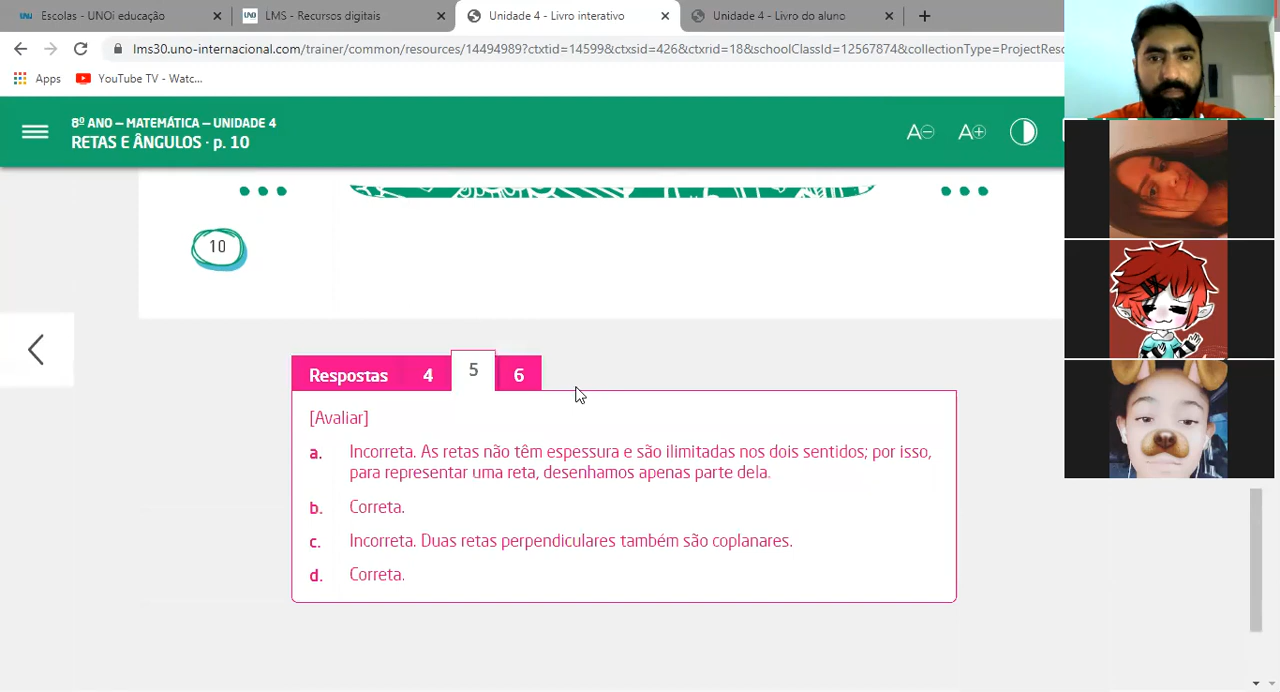 UNO Escolas - UNOi educação
UNO LMS - Recursos digitais
Unidade 4 - Livro interativo
Unidade 4 - Livro do aluno
lms30.uno-internacional.com/trainer/common/resources/14494989?ctxtid=14599&ctxsid=426&ctxrid=18&schoolClassId=12567874&collectionType=ProjectReso
Apps
YouTube TV - Watc...
8º ANO – MATEMÁTICA – UNIDADE 4
RETAS E ÂNGULOS · p. 10
A− A+
10
Respostas 4 5 6
[Avaliar]
a. Incorreta. As retas não têm espessura e são ilimitadas nos dois sentidos; por isso,
para representar uma reta, desenhamos apenas parte dela.
b. Correta.
c. Incorreta. Duas retas perpendiculares também são coplanares.
d. Correta.